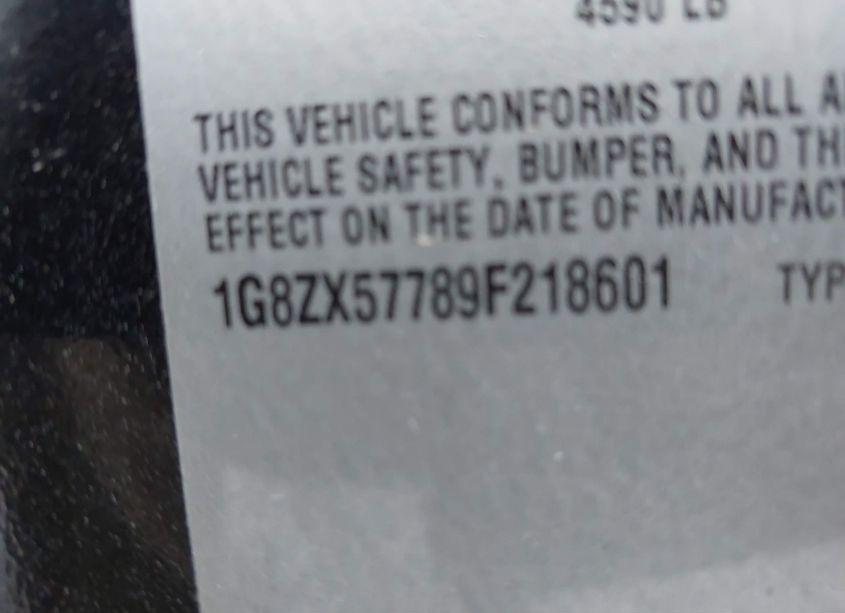 4590 LB
THIS VEHICLE CONFORMS TO ALL A
VEHICLE SAFETY, BUMPER, AND TH
EFFECT ON THE DATE OF MANUFACT
1G8ZX57789F218601 TYP